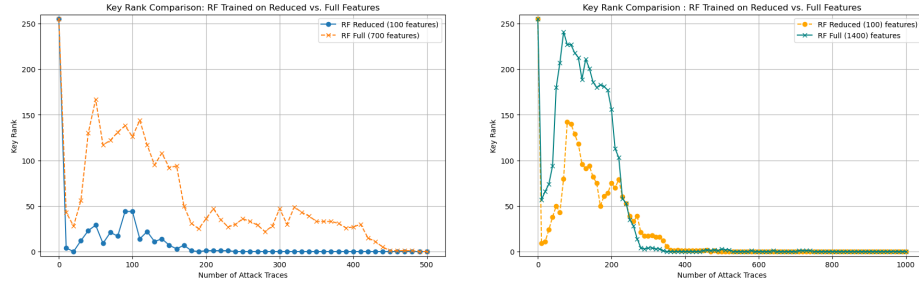 Key Rank Comparison: RF Trained on Reduced vs. Full Features
RF Reduced (100 features)
RF Full (700 features)
Key Rank
250
200
150
100
50
0
0
100
200
300
400
500
Number of Attack Traces
Key Rank Comparision : RF Trained on Reduced vs. Full Features
RF Reduced (100) features
RF Full (1400) features
Key Rank
250
200
150
100
50
0
0
200
400
600
800
1000
Number of Attack Traces